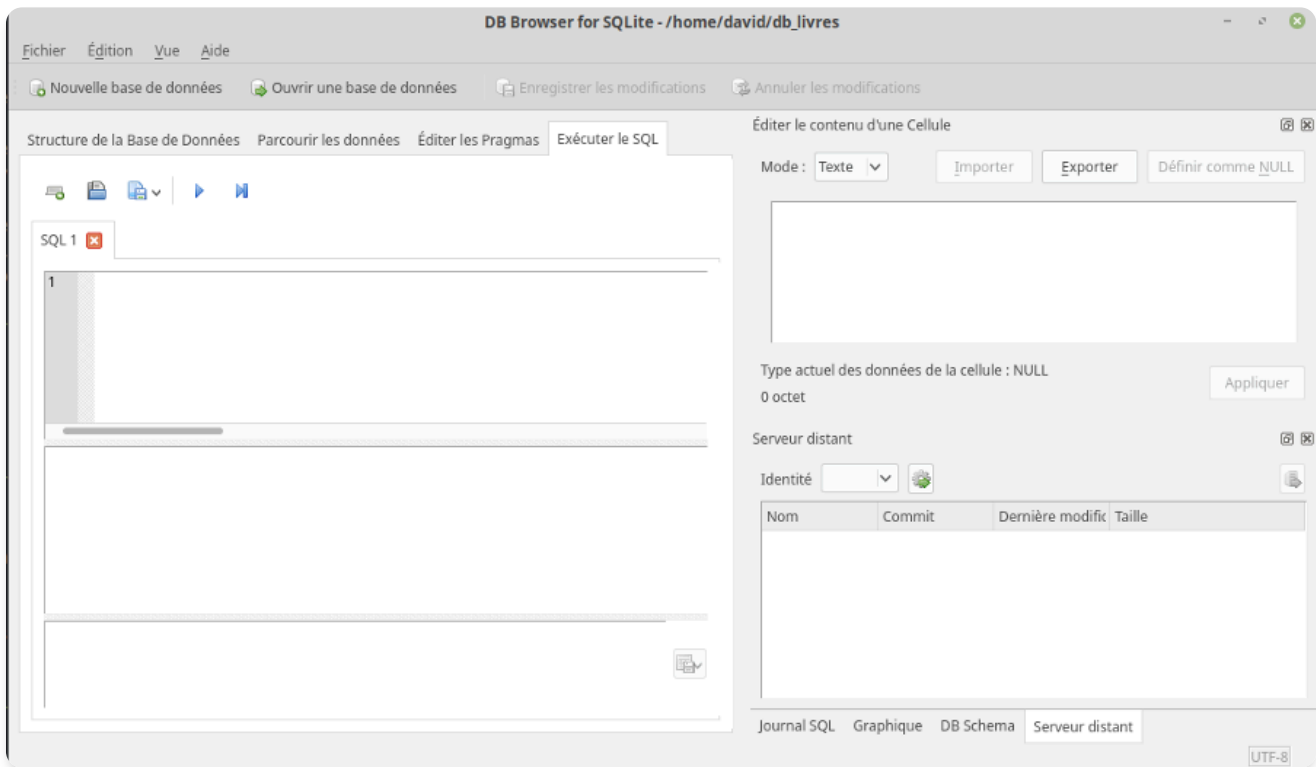 DB Browser for SQLite - /home/david/db_livres
Fichier Édition Vue Aide
Nouvelle base de données Ouvrir une base de données Enregistrer les modifications Annuler les modifications
Structure de la Base de Données Parcourir les données Éditer les Pragmas Exécuter le SQL
SQL 1
1
Éditer le contenu d'une Cellule
Mode : Texte Importer Exporter Définir comme NULL
Type actuel des données de la cellule : NULL
0 octet
Appliquer
Serveur distant
Identité
Nom Commit Dernière modific Taille
Journal SQL Graphique DB Schema Serveur distant
UTF-8